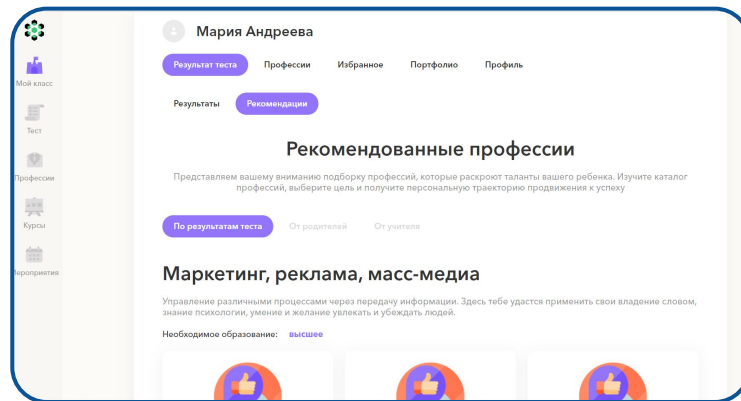 Мария Андреева
Результат теста Профессии Избранное Портфолио Профиль
Мой класс
Результаты Рекомендации
Тест
Рекомендованные профессии
Представляем вашему вниманию подборку профессий, которые раскроют таланты вашего ребенка. Изучите каталог
Профессии
профессий, выберите цель и получите персональную траекторию продвижения к успеху
Курсы
По результатам теста От родителей От учителя
Мероприятия
Маркетинг, реклама, масс-медиа
Управление различными процессами через передачу информации. Здесь тебе удастся применить свои владение словом,
знание психологии, умение и желание увлекать и убеждать людей.
Необходимое образование: высшее